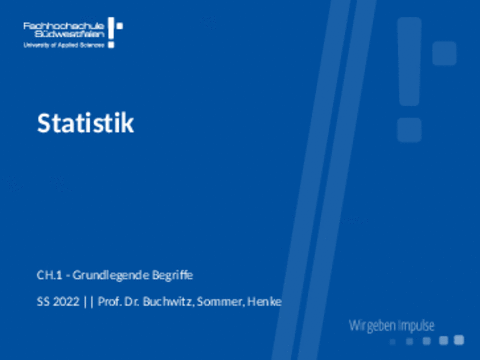 Fachhochschule
Südwestfalen
University of Applied Sciences
Statistik
CH.1 - Grundlegende Begriffe
SS 2022 || Prof. Dr. Buchwitz, Sommer, Henke
Wir geben Impulse